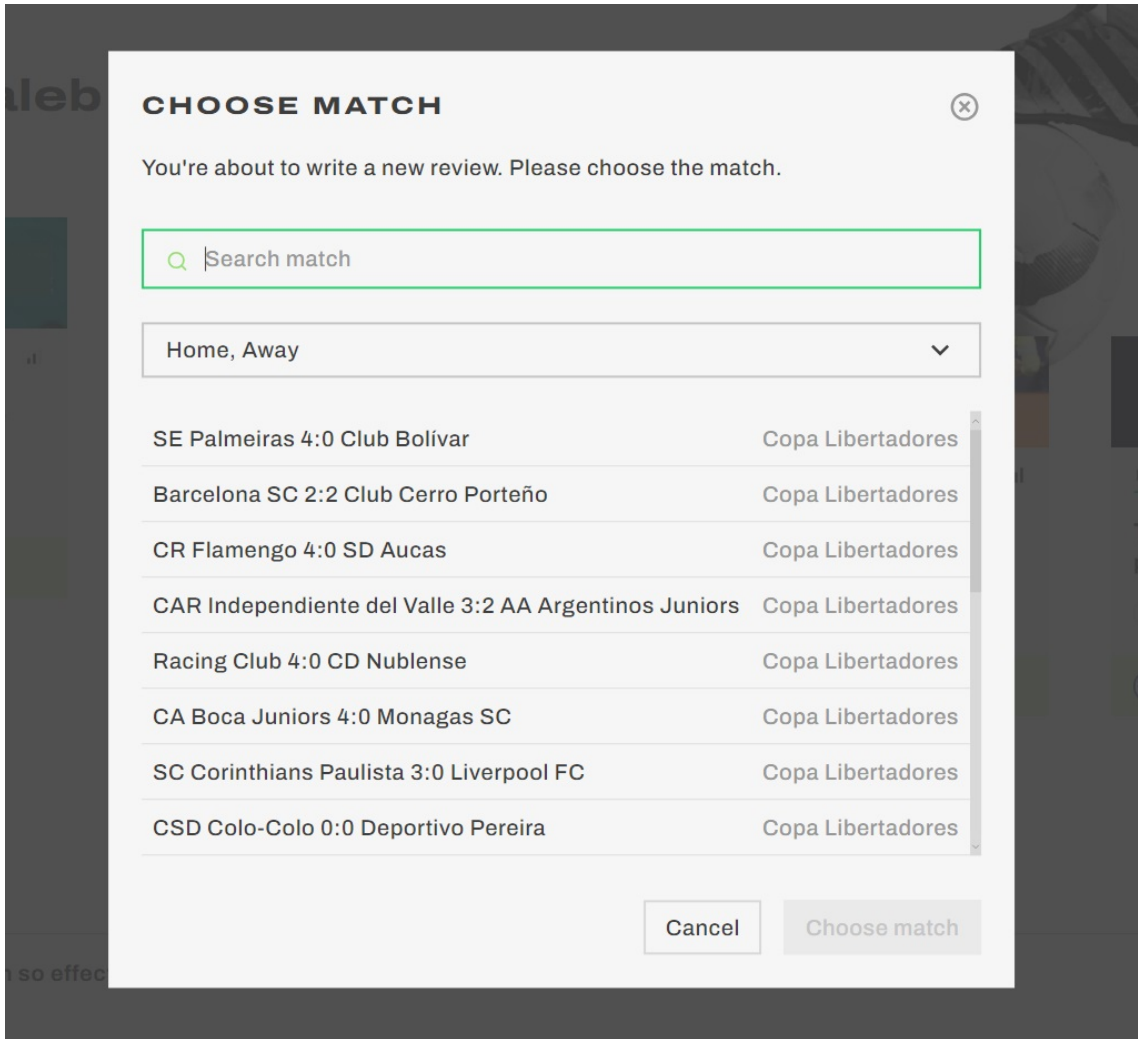 aleb
CHOOSE MATCH
You're about to write a new review. Please choose the match.
Search match
Home, Away
SE Palmeiras 4:0 Club Bolívar Copa Libertadores
Barcelona SC 2:2 Club Cerro Porteño Copa Libertadores
CR Flamengo 4:0 SD Aucas Copa Libertadores
CAR Independiente del Valle 3:2 AA Argentinos Juniors Copa Libertadores
Racing Club 4:0 CD Nublense Copa Libertadores
CA Boca Juniors 4:0 Monagas SC Copa Libertadores
SC Corinthians Paulista 3:0 Liverpool FC Copa Libertadores
CSD Colo-Colo 0:0 Deportivo Pereira Copa Libertadores
Cancel Choose match
so effec